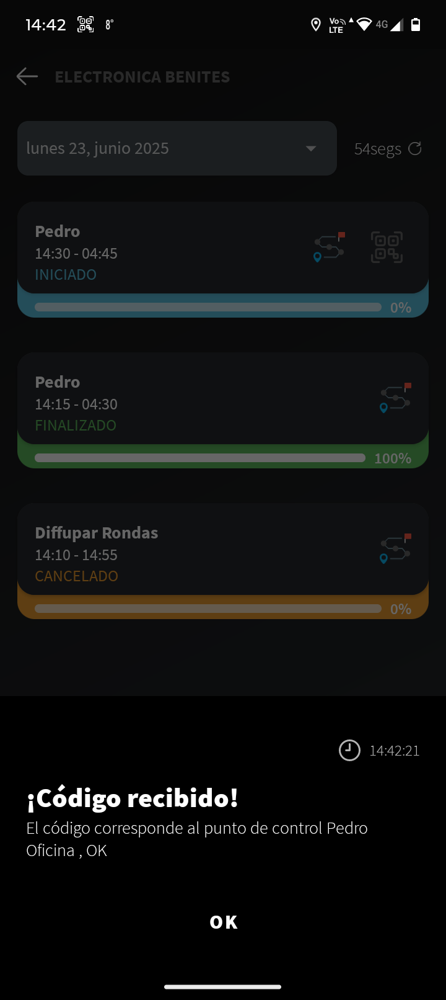 14:42 8° Vo LTE 4G
ELECTRONICA BENITES
lunes 23, junio 2025
54segs
Pedro
14:30 - 04:45
INICIADO
0%
Pedro
14:15 - 04:30
FINALIZADO
100%
Diffupar Rondas
14:10 - 14:55
CANCELADO
0%
14:42:21
¡Código recibido!
El código corresponde al punto de control Pedro
Oficina , OK
OK